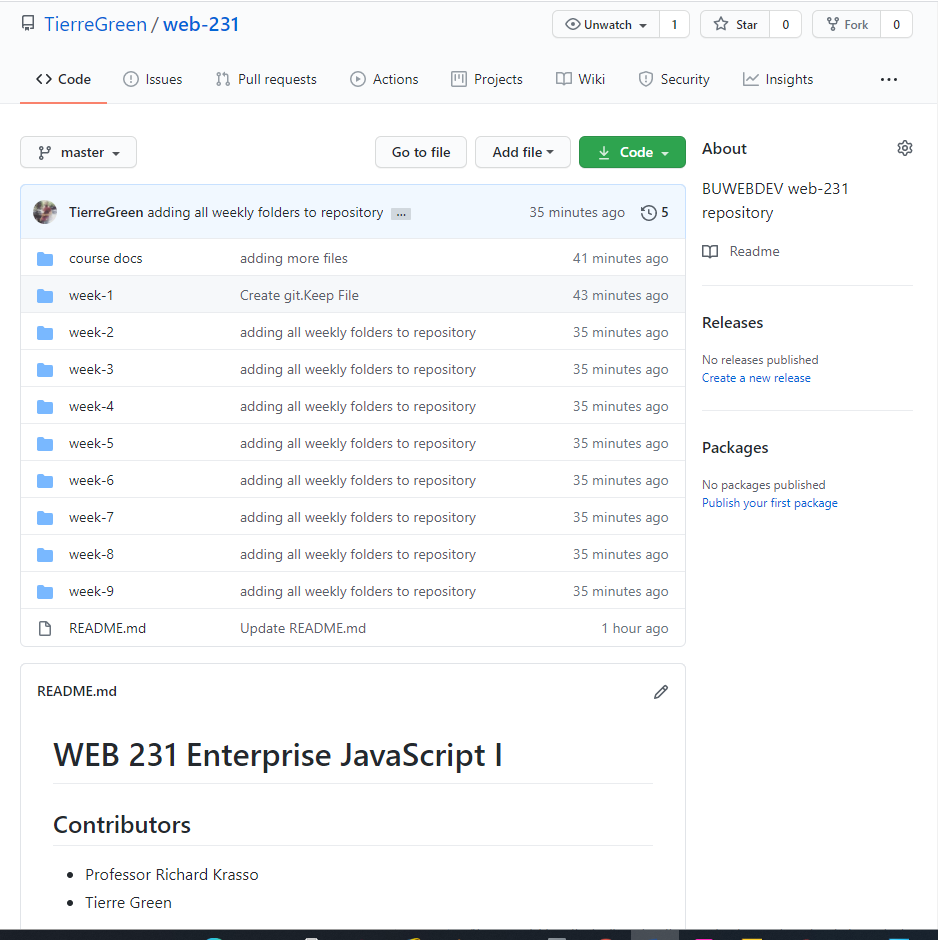 TierreGreen / web-231
Unwatch 1 Star 0 Fork 0
Code Issues Pull requests Actions Projects Wiki Security Insights ...
master Go to file Add file Code
TierreGreen adding all weekly folders to repository ... 35 minutes ago 5
course docs adding more files 41 minutes ago
week-1 Create git.Keep File 43 minutes ago
week-2 adding all weekly folders to repository 35 minutes ago
week-3 adding all weekly folders to repository 35 minutes ago
week-4 adding all weekly folders to repository 35 minutes ago
week-5 adding all weekly folders to repository 35 minutes ago
week-6 adding all weekly folders to repository 35 minutes ago
week-7 adding all weekly folders to repository 35 minutes ago
week-8 adding all weekly folders to repository 35 minutes ago
week-9 adding all weekly folders to repository 35 minutes ago
README.md Update README.md 1 hour ago
README.md
WEB 231 Enterprise JavaScript I
Contributors
• Professor Richard Krasso
• Tierre Green
About
BUWEBDEV web-231
repository
Readme
Releases
No releases published
Create a new release
Packages
No packages published
Publish your first package